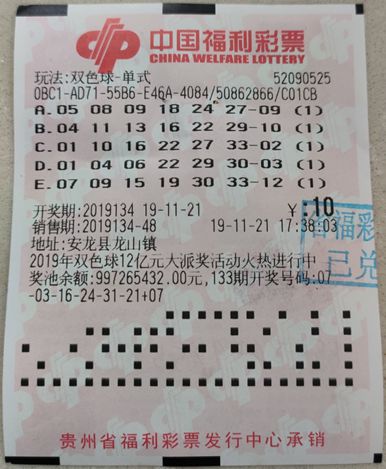 中国福利彩票
CHINA WELFARE LOTTERY
玩法:双色球-单式 52090525
0BC1-AD71-55B6-E46A-4084/50862866/C01CB
A.05 08 09 18 24 27-09 (1)
B.04 11 13 16 22 29-10 (1)
C.01 10 16 22 27 33-02 (1)
D.01 04 06 22 29 30-03 (1)
E.07 09 15 19 30 33-12 (1)
开奖期:2019134 19-11-21 ¥:10
销售期:2019134-48 19-11-21 17:38:03
地址:安龙县龙山镇
省福彩
已兑
2019年双色球12亿元大派奖活动火热进行中
奖池余额:997265432.00元,133期开奖号码:07
-03-16-24-31-21+07
贵州省福利彩票发行中心承销